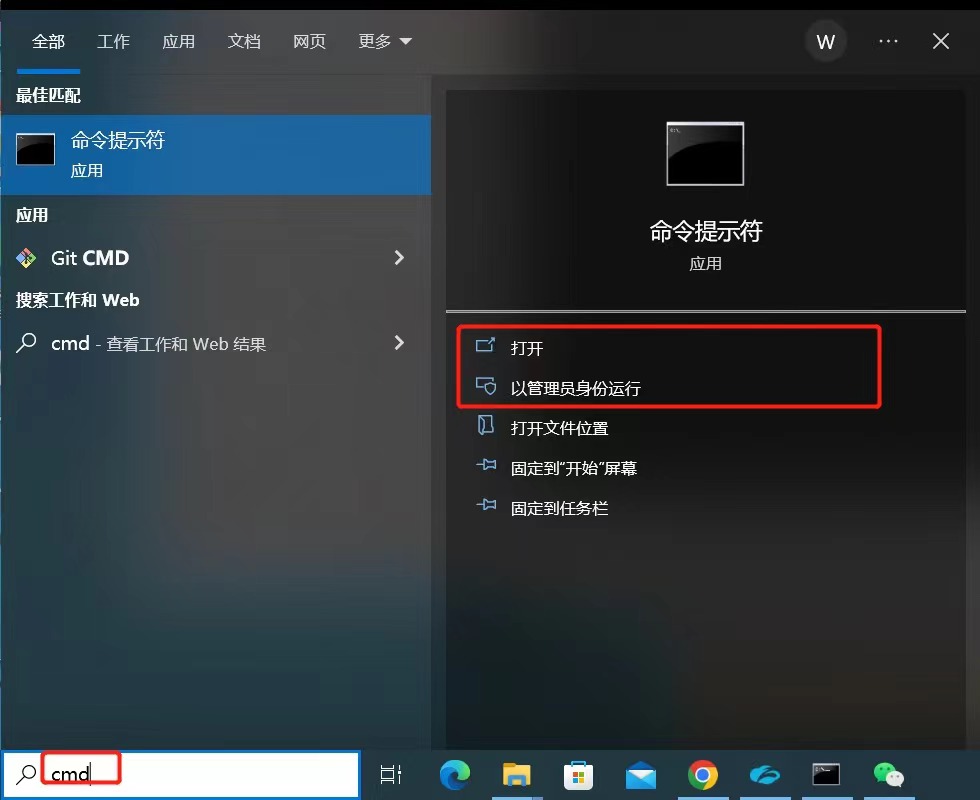 全部 工作 应用 文档 网页 更多 W ···
最佳匹配
命令提示符
应用
应用
Git CMD
搜索工作和 Web
cmd - 查看工作和 Web 结果
命令提示符
应用
打开
以管理员身份运行
打开文件位置
固定到"开始"屏幕
固定到任务栏
cmd